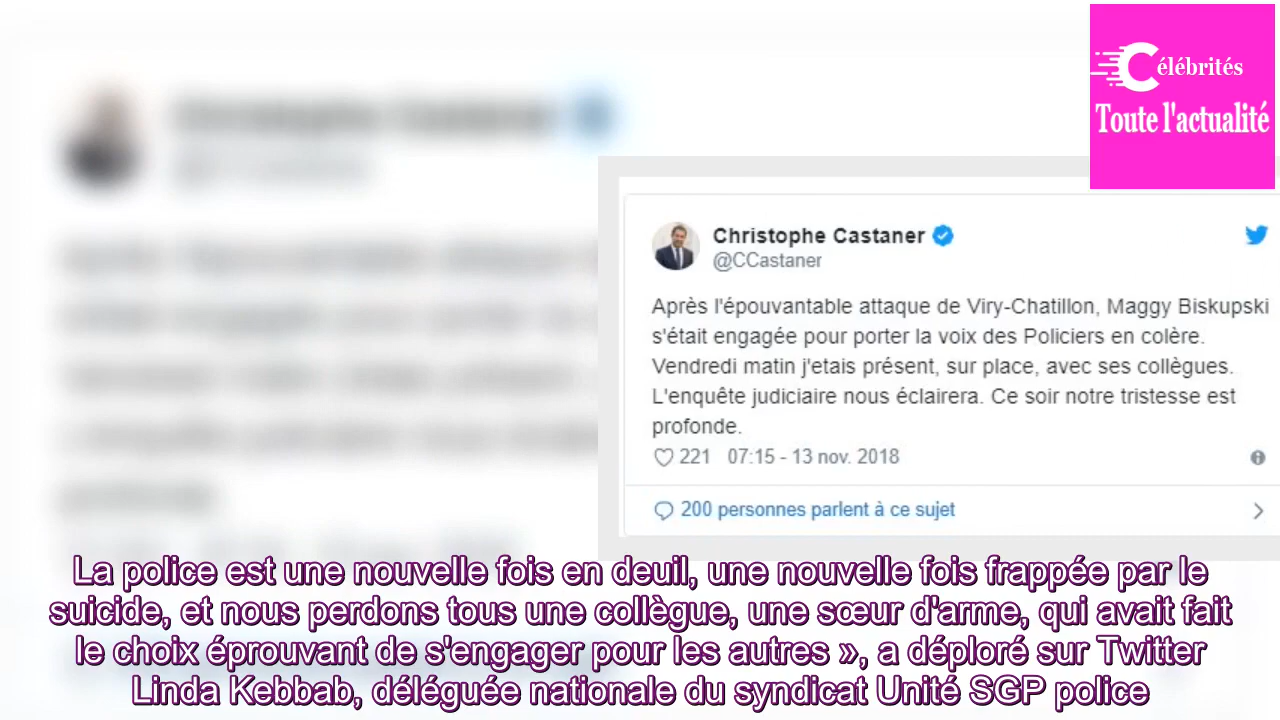 Célébrités
Toute l'actualité
Christophe Castaner
@CCastaner
Après l'épouvantable attaque de Viry-Chatillon, Maggy Biskupski
s'était engagée pour porter la voix des Policiers en colère.
Vendredi matin j'etais présent, sur place, avec ses collègues.
L'enquête judiciaire nous éclairera. Ce soir notre tristesse est
profonde.
221 07:15 - 13 nov. 2018
200 personnes parlent à ce sujet
La police est une nouvelle fois en deuil, une nouvelle fois frappée par le
suicide, et nous perdons tous une collègue, une sœur d'arme, qui avait fait
le choix éprouvant de s'engager pour les autres », a déploré sur Twitter
Linda Kebbab, déléguée nationale du syndicat Unité SGP police